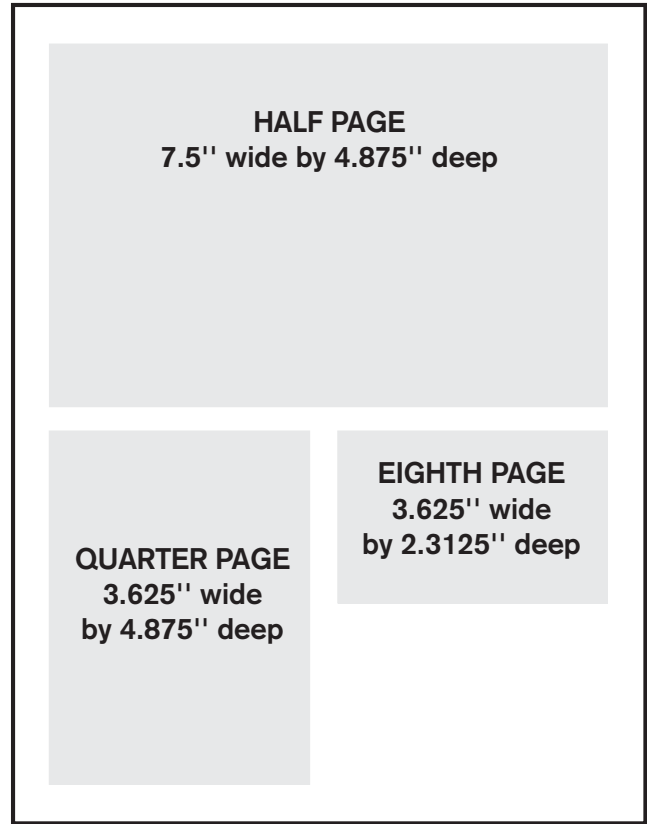 HALF PAGE
7.5'' wide by 4.875'' deep
QUARTER PAGE
3.625'' wide
by 4.875'' deep
EIGHTH PAGE
3.625'' wide
by 2.3125'' deep